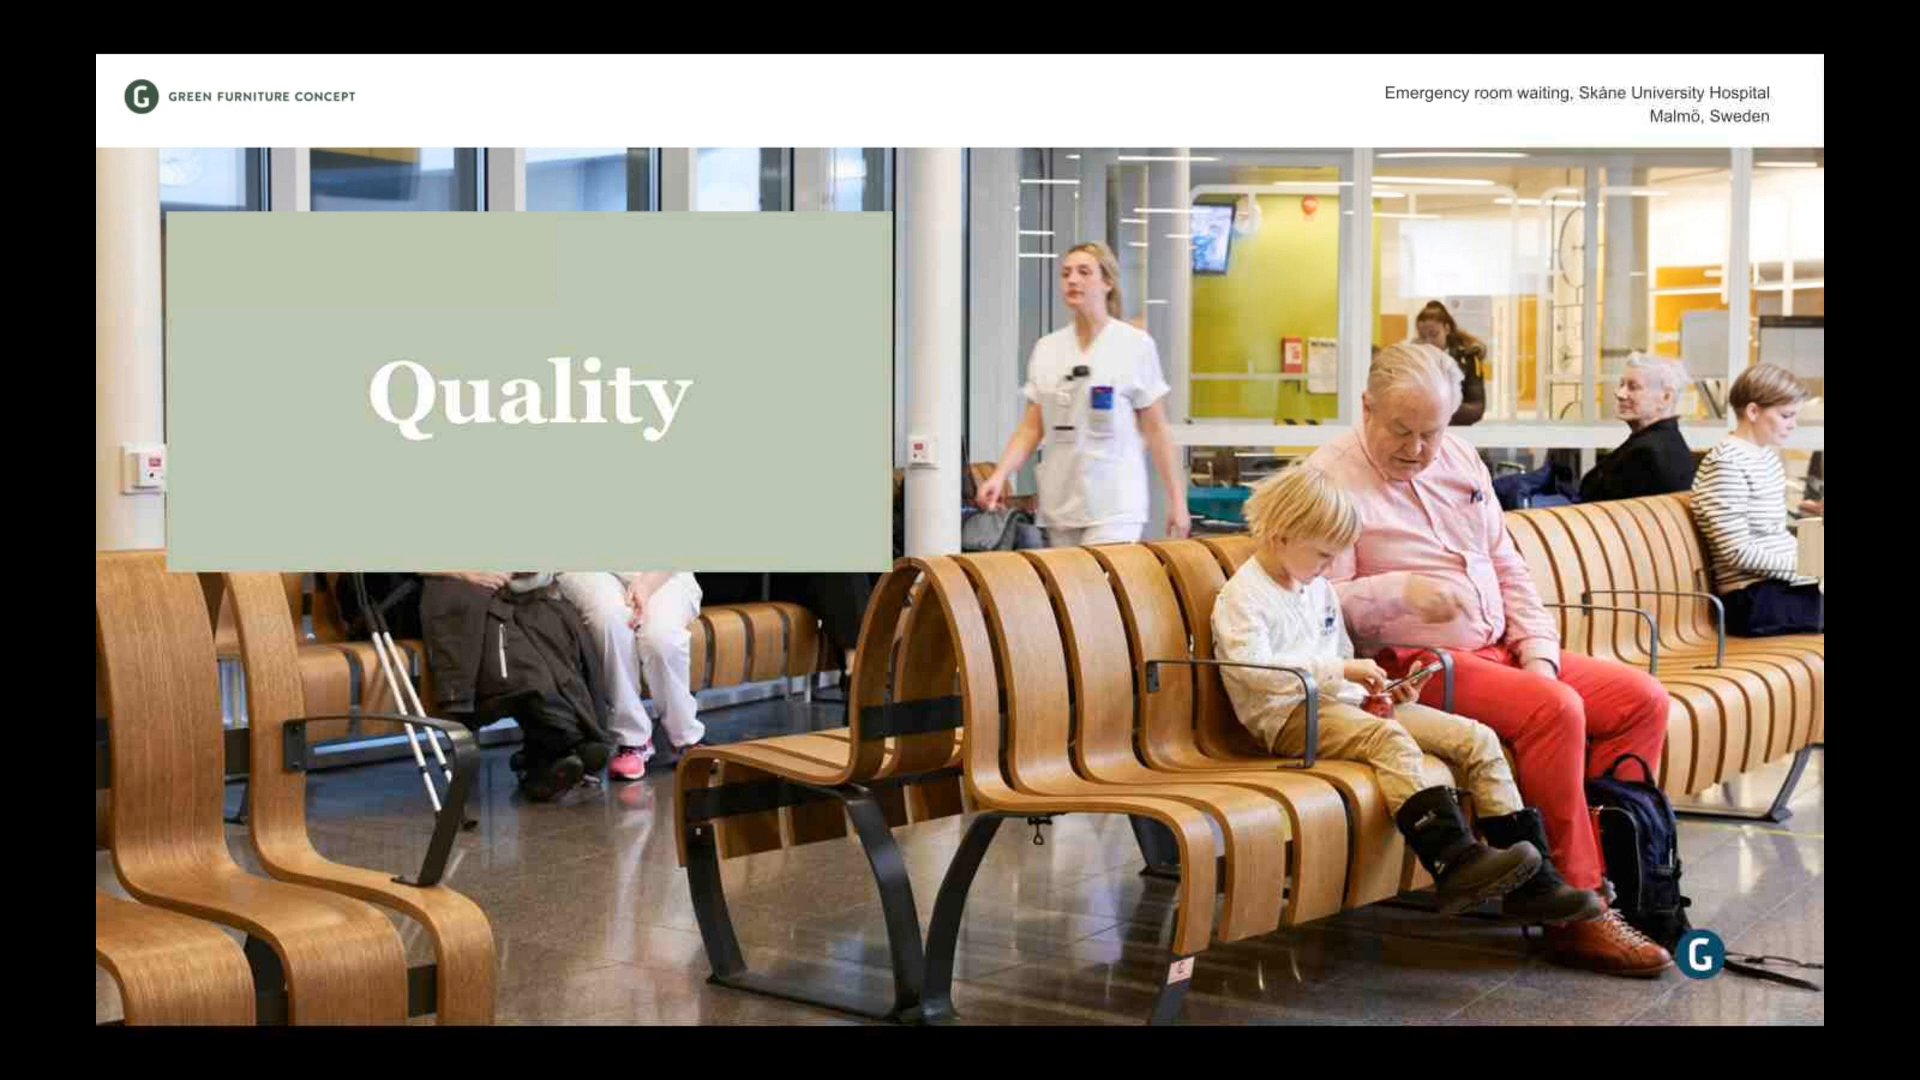 G GREEN FURNITURE CONCEPT
Emergency room waiting, Skåne University Hospital
Malmö, Sweden
Quality
G